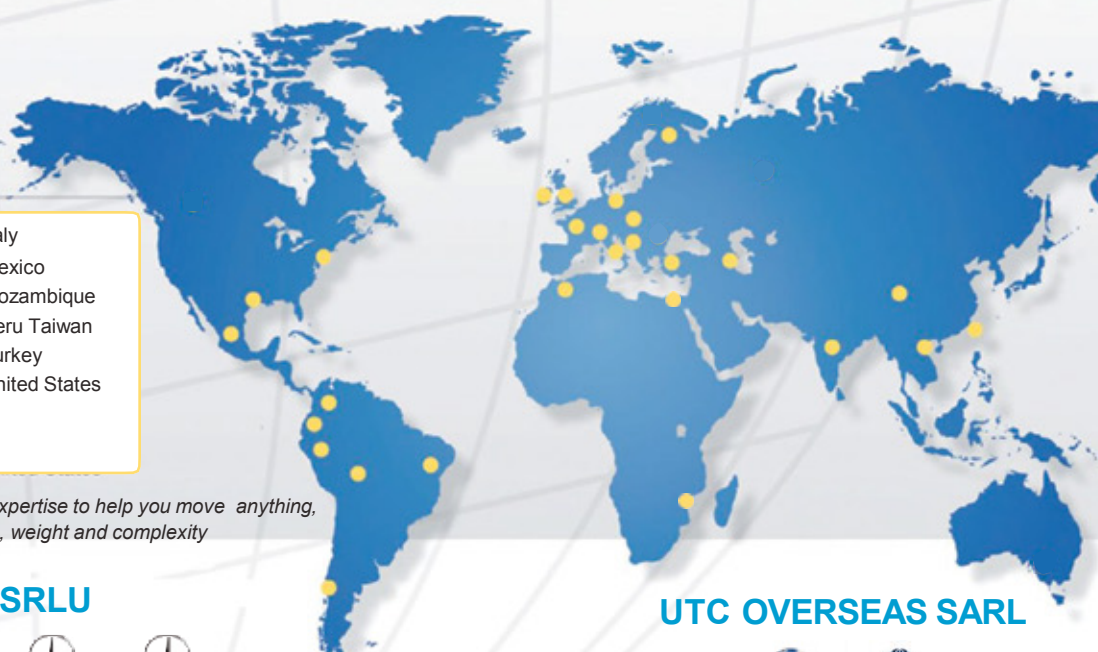 aly
exico
ozambique
eru Taiwan
urkey
nited States
xpertise to help you move anything,
, weight and complexity
SRLU
UTC OVERSEAS SARL